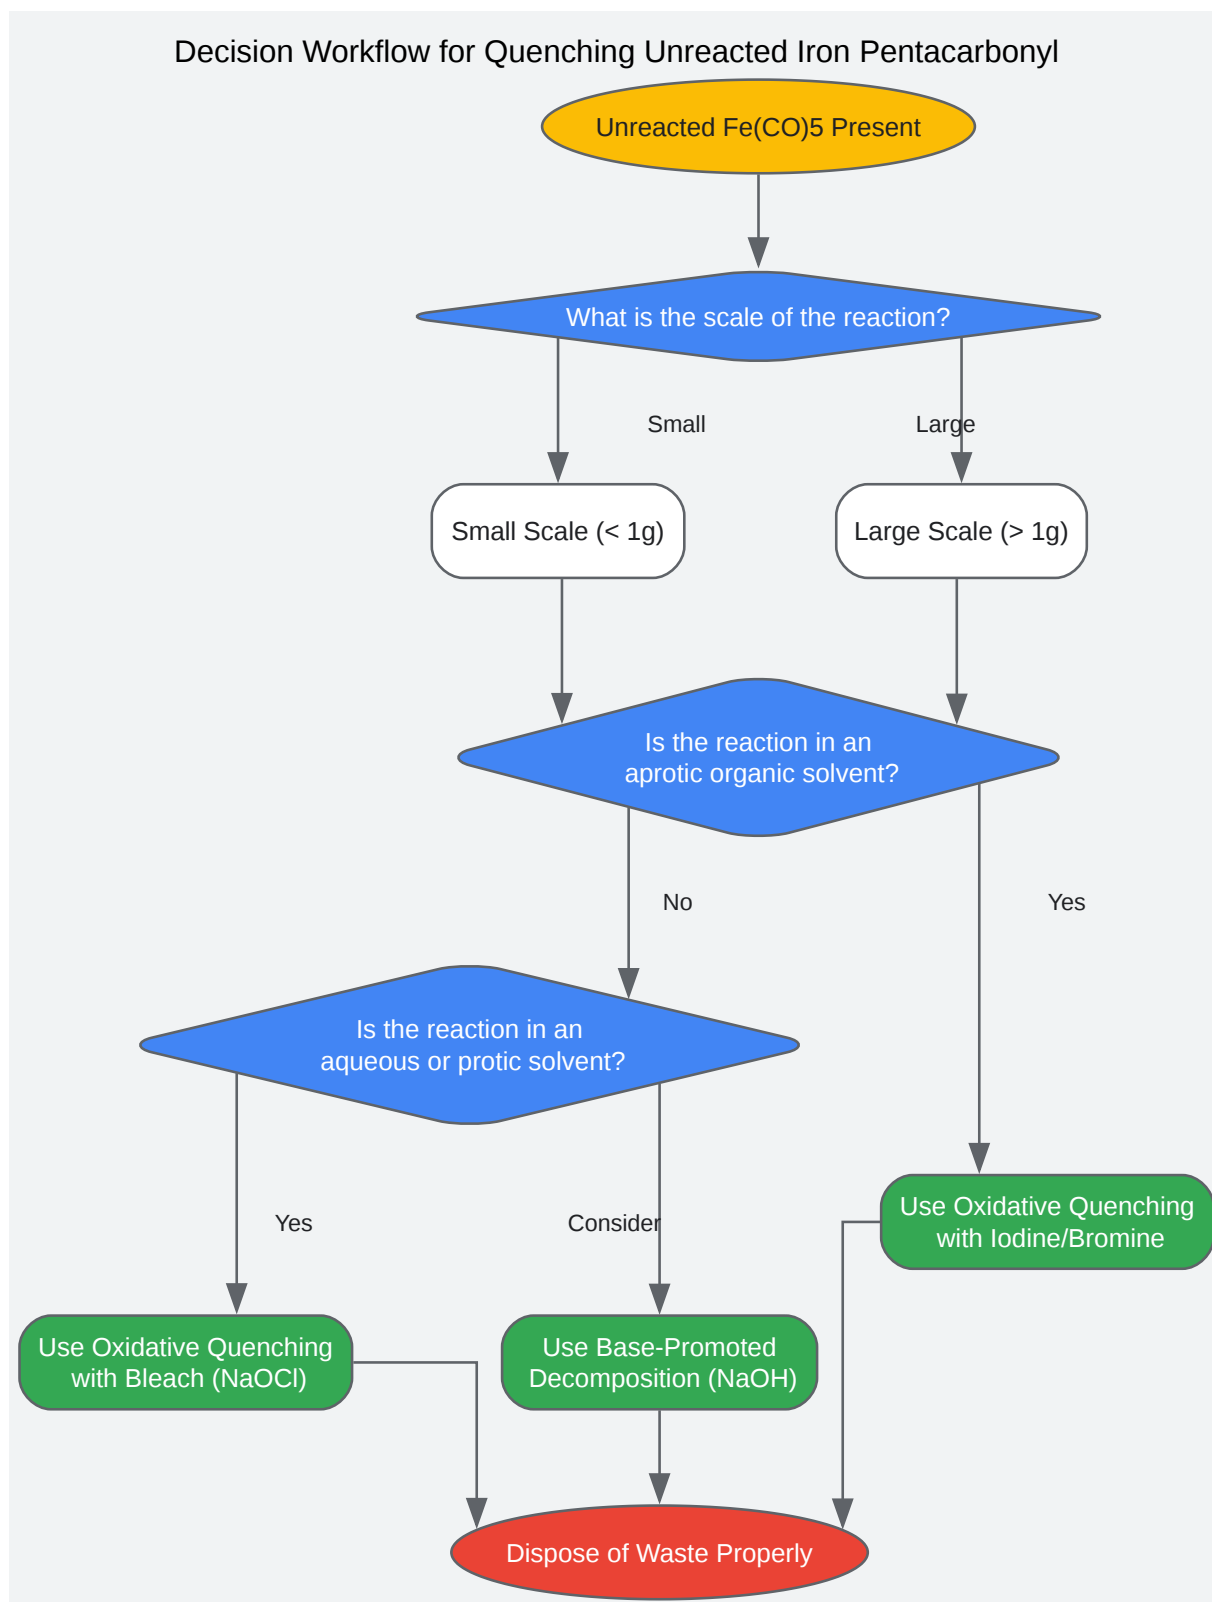 Decision Workflow for Quenching Unreacted Iron Pentacarbonyl
Unreacted Fe(CO)5 Present
What is the scale of the reaction?
Small
Large
Small Scale (< 1g)
Large Scale (> 1g)
Is the reaction in an
aprotic organic solvent?
No
Yes
Is the reaction in an
aqueous or protic solvent?
Yes
Consider
Use Oxidative Quenching
with Iodine/Bromine
Use Oxidative Quenching
with Bleach (NaOCl)
Use Base-Promoted
Decomposition (NaOH)
Dispose of Waste Properly